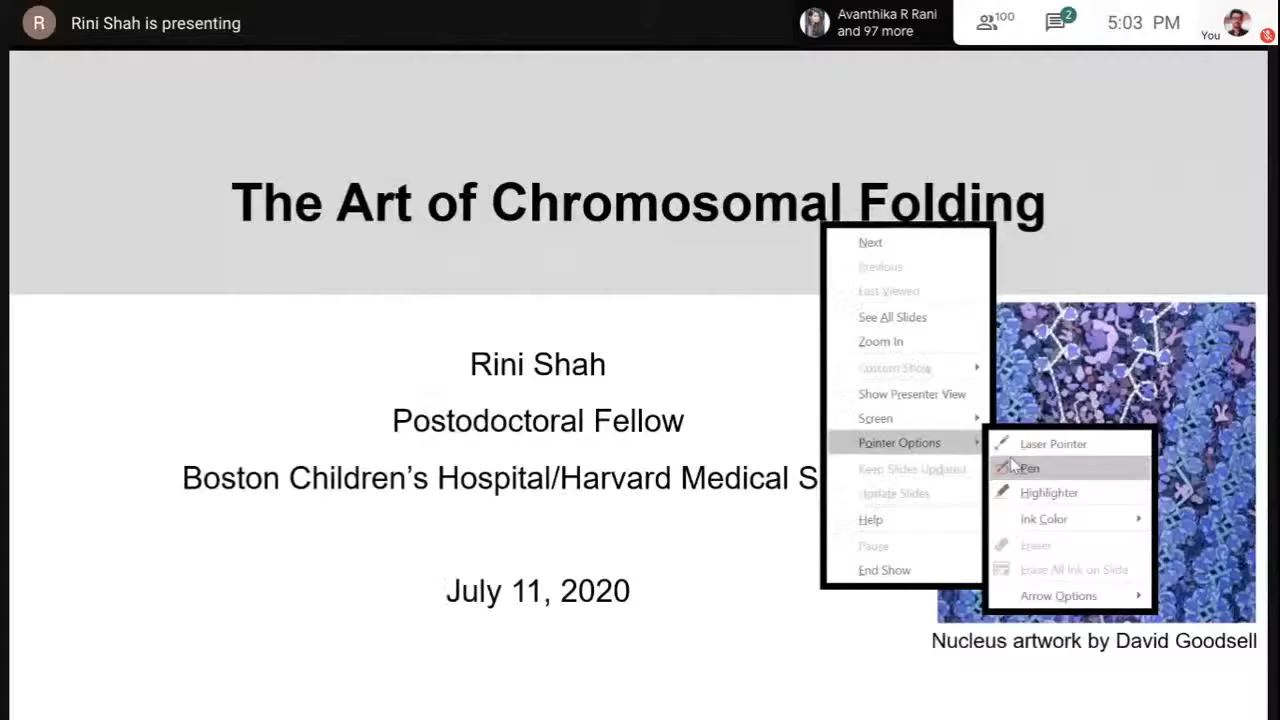 R
Rini Shah is presenting
Avanthika R Rani
and 97 more
100
2
5:03 PM
You
The Art of Chromosomal Folding
Rini Shah
Postodoctoral Fellow
Boston Children's Hospital/Harvard Medical S
July 11, 2020
Next
Previous
Last Viewed
See All Slides
Zoom In
Custom Show
Show Presenter View
Screen
Pointer Options
Keep Slides Updated
Update Slides
Help
Pause
End Show
Laser Pointer
Pen
Highlighter
Ink Color
Eraser
Erase All Ink on Slide
Arrow Options
Nucleus artwork by David Goodsell